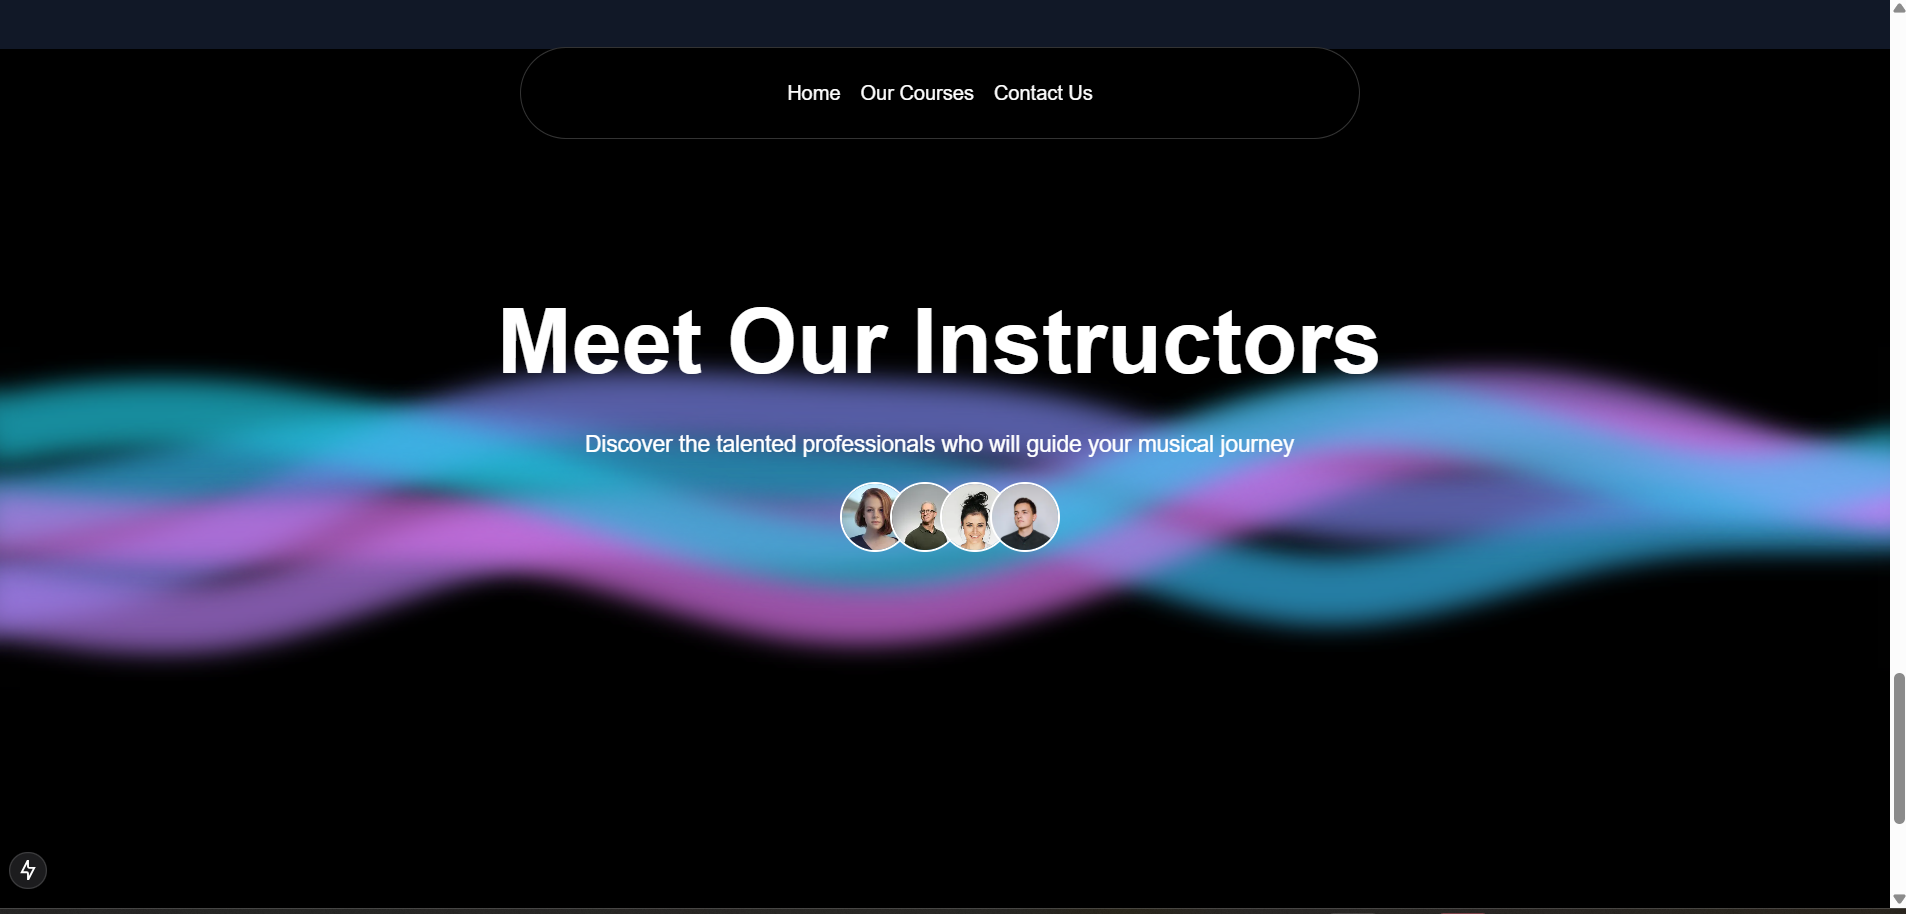 Home Our Courses Contact Us
Meet Our Instructors
Discover the talented professionals who will guide your musical journey